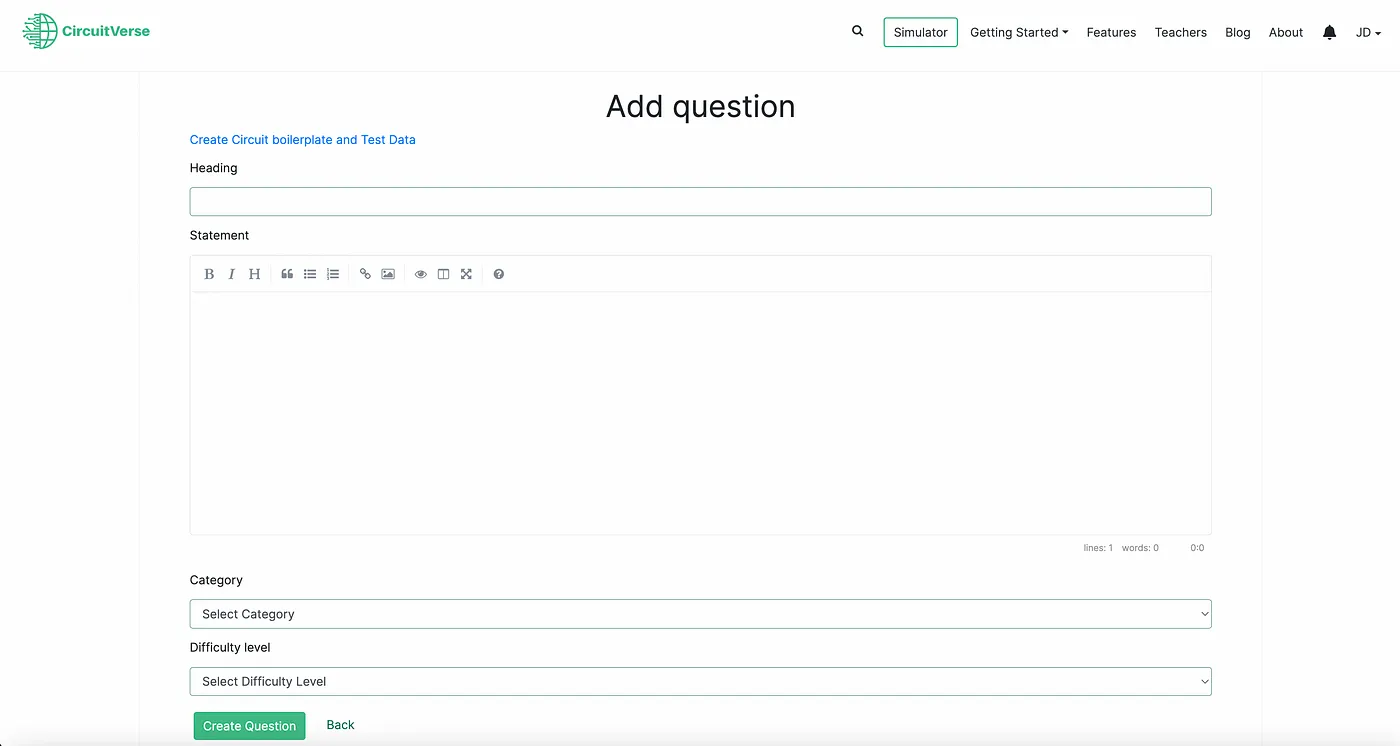 CircuitVerse
Simulator Getting Started Features Teachers Blog About JD
Add question
Create Circuit boilerplate and Test Data
Heading
Statement
B I H
lines: 1 words: 0 0:0
Category
Select Category
Difficulty level
Select Difficulty Level
Create Question Back